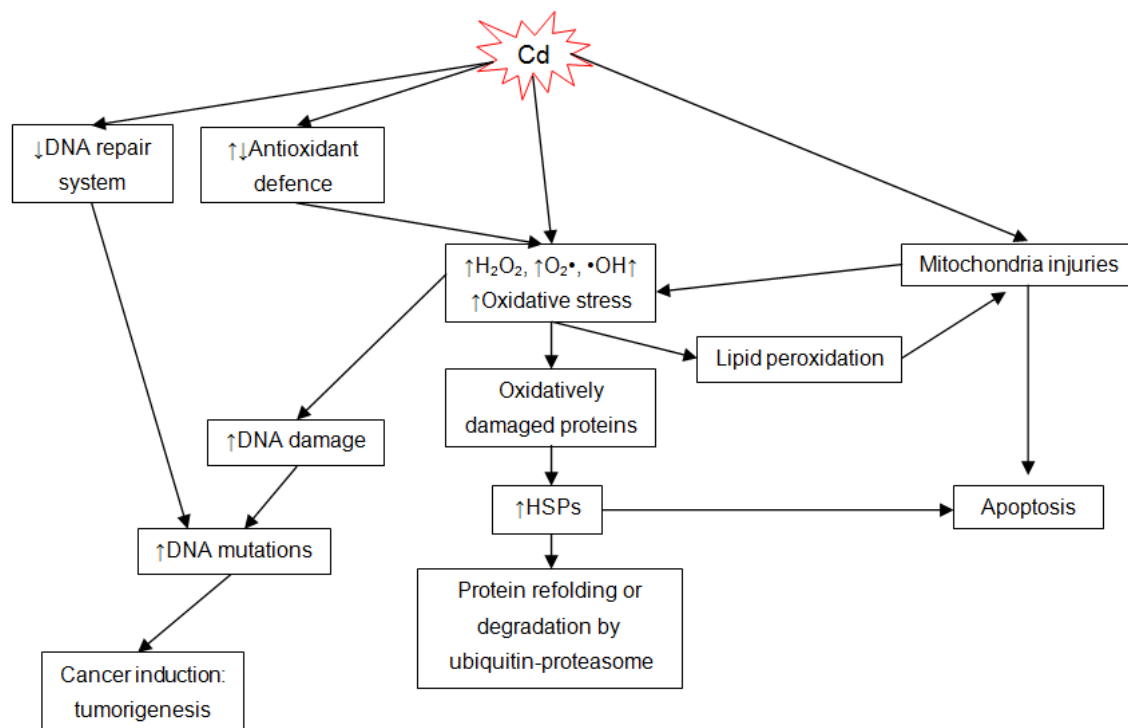 Cd
↓DNA repair
system
↑↓Antioxidant
defence
↑H₂O₂, ↑O₂•, •OH↑
↑Oxidative stress
Mitochondria injuries
Lipid peroxidation
Oxidatively
damaged proteins
↑DNA damage
↑HSPs
Apoptosis
↑DNA mutations
Protein refolding or
degradation by
ubiquitin-proteasome
Cancer induction:
tumorigenesis